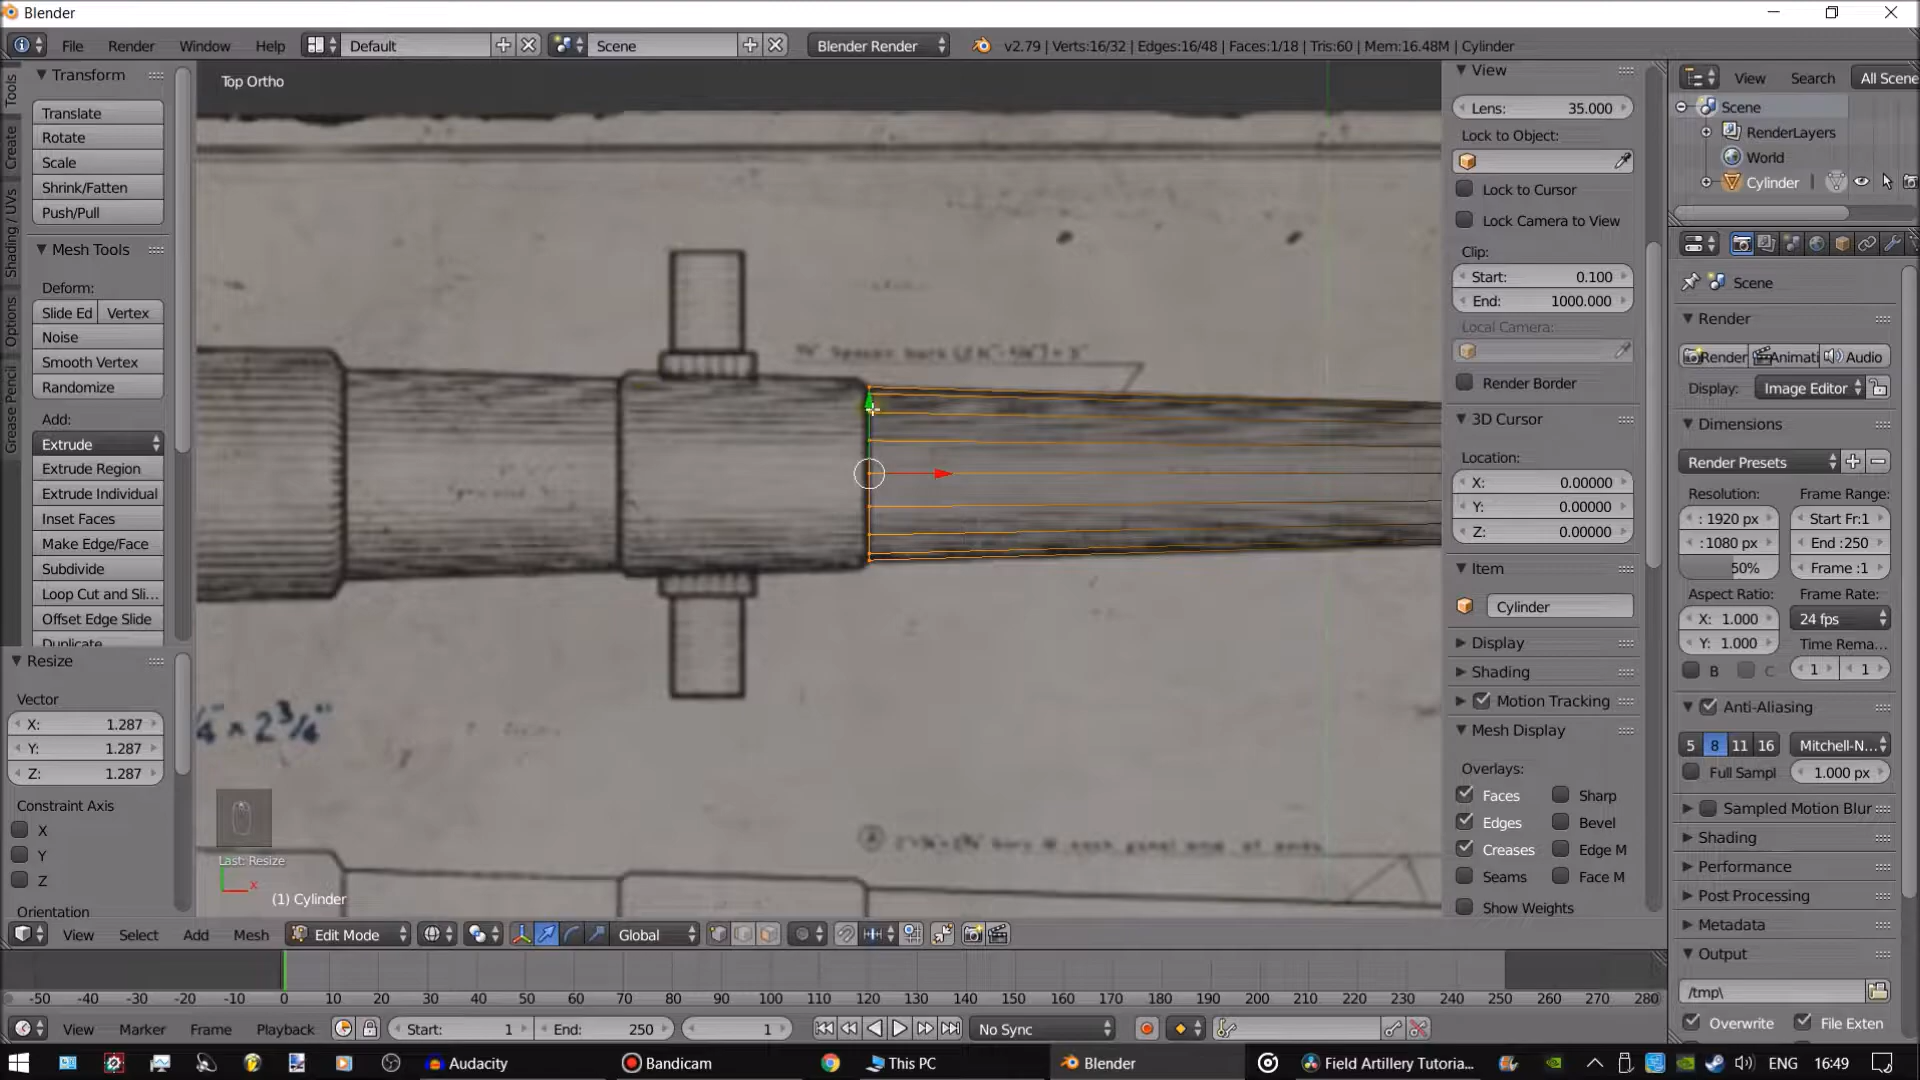 Blender
File Render Window Help Default Scene Blender Render v2.79 | Verts:16/32 | Edges:16/48 | Faces:1/18 | Tris:60 | Mem:16.48M | Cylinder
Top Ortho
Tools
Create
Shading / UVs
Options
Grease Pencil
Transform
Translate
Rotate
Scale
Shrink/Fatten
Push/Pull
Mesh Tools
Deform:
Slide Ed Vertex
Noise
Smooth Vertex
Randomize
Add:
Extrude
Extrude Region
Extrude Individual
Inset Faces
Make Edge/Face
Subdivide
Loop Cut and Sli...
Offset Edge Slide
Duplicate
Resize
Vector
X: 1.287
Y: 1.287
Z: 1.287
Constraint Axis
X
Y
Z
Orientation
2 3/4"
Last: Resize
x
(1) Cylinder
View
Lens: 35.000
Lock to Object:
Lock to Cursor
Lock Camera to View
Clip:
Start: 0.100
End: 1000.000
Local Camera:
Render Border
3D Cursor
Location:
X: 0.00000
Y: 0.00000
Z: 0.00000
Item
Cylinder
Display
Shading
Motion Tracking
Mesh Display
Overlays:
Faces Sharp
Edges Bevel
Creases Edge M
Seams Face M
Show Weights
View Search All Scene
Scene
RenderLayers
World
Cylinder
Scene
Render
Render Animati Audio
Display: Image Editor
Dimensions
Render Presets
Resolution: Frame Range:
: 1920 px Start Fr:1
:1080 px End :250
50% Frame :1
Aspect Ratio: Frame Rate:
X: 1.000 24 fps
Y: 1.000 Time Rema...
B C 1 1
Anti-Aliasing
5 8 11 16 Mitchell-N...
Full Sampl 1.000 px
Sampled Motion Blur
Shading
Performance
Post Processing
Metadata
Output
/tmp\
Overwrite File Exten
View Select Add Mesh Edit Mode Global
-50 -40 -30 -20 -10 0 10 20 30 40 50 60 70 80 90 100 110 120 130 140 150 160 170 180 190 200 210 220 230 240 250 260 270 280
View Marker Frame Playback Start: 1 End: 250 1 No Sync
Audacity Bandicam This PC Blender Field Artillery Tutoria... ENG 16:49